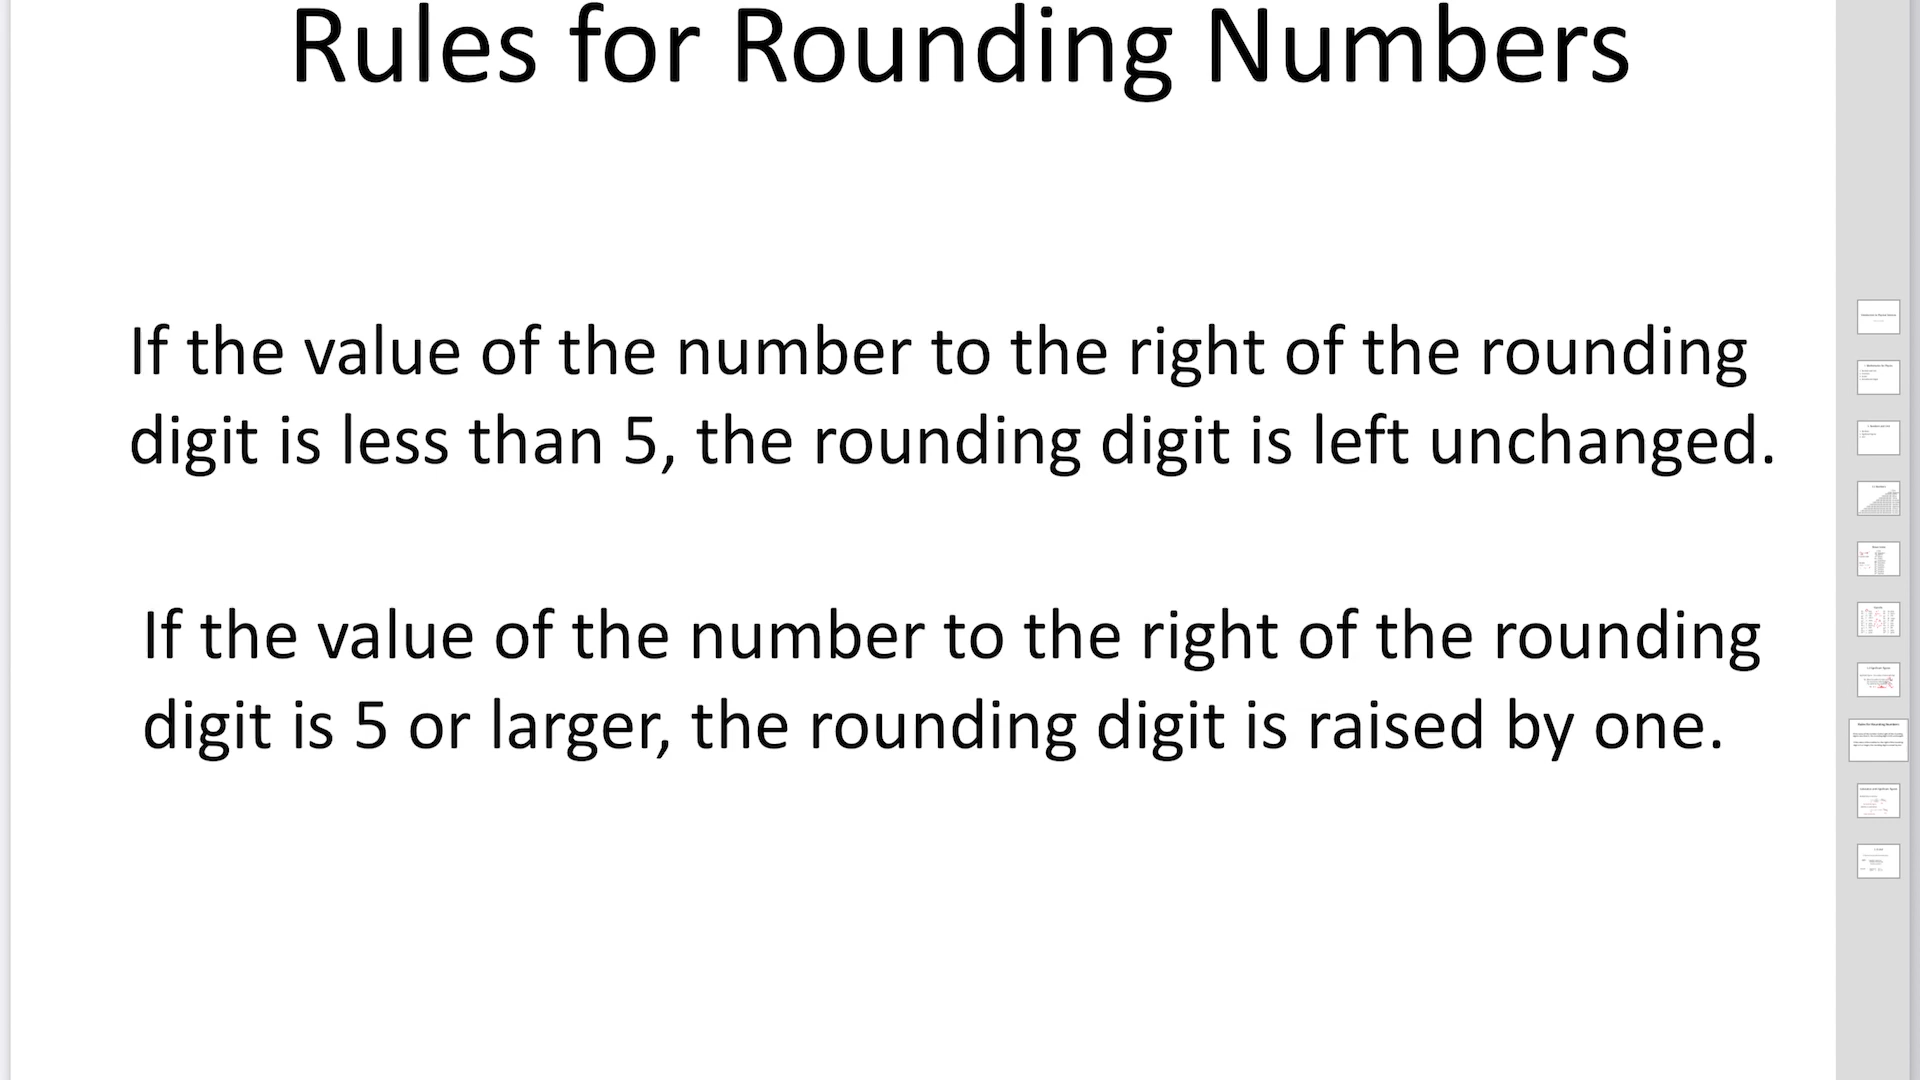 Rules for Rounding Numbers
If the value of the number to the right of the rounding
digit is less than 5, the rounding digit is left unchanged.
If the value of the number to the right of the rounding
digit is 5 or larger, the rounding digit is raised by one.